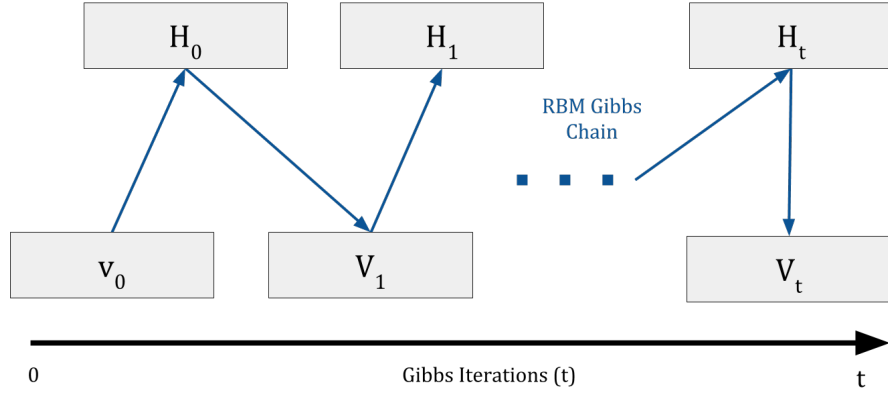 H₀
H₁
Hₜ
RBM Gibbs
Chain
v₀
V₁
Vₜ
0
Gibbs Iterations (t)
t